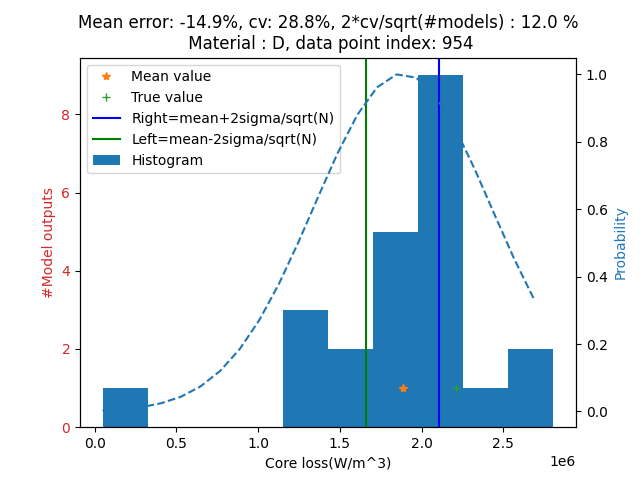 Mean error: -14.9%, cv: 28.8%, 2*cv/sqrt(#models) : 12.0 %
Material : D, data point index: 954
Mean value
True value
Right=mean+2sigma/sqrt(N)
Left=mean-2sigma/sqrt(N)
Histogram
#Model outputs
8
6
4
2
0
1.0
0.8
0.6
0.4
0.2
0.0
Probability
0.0 0.5 1.0 1.5 2.0 2.5
1e6
Core loss(W/m^3)